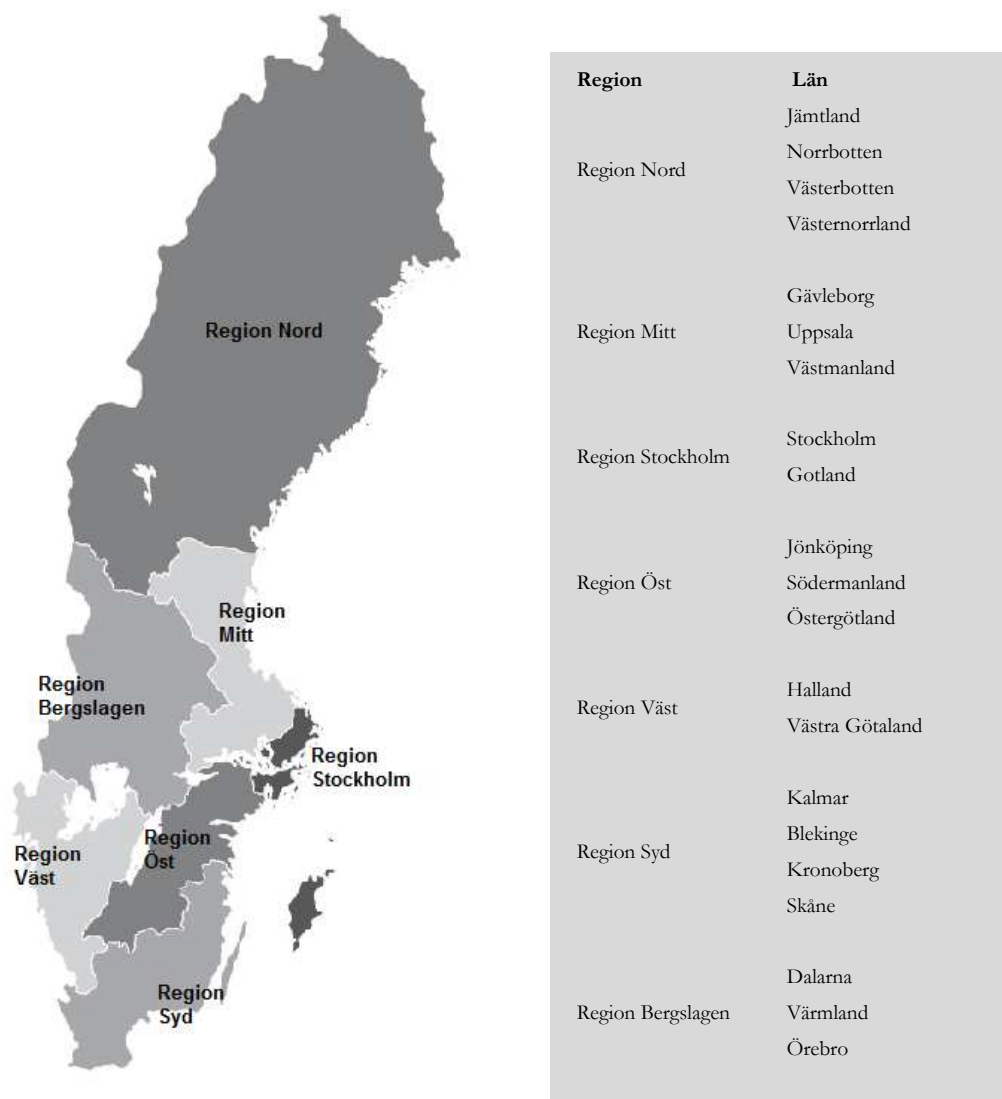 Region Nord
Region
Mitt
Region
Bergslagen
Region
Stockholm
Region
Öst
Region
Väst
Region
Syd
Region Län
Jämtland
Norrbotten
Region Nord
Västerbotten
Västernorrland
Gävleborg
Region Mitt Uppsala
Västmanland
Stockholm
Region Stockholm
Gotland
Jönköping
Region Öst Södermanland
Östergötland
Halland
Region Väst
Västra Götaland
Kalmar
Blekinge
Region Syd
Kronoberg
Skåne
Dalarna
Region Bergslagen Värmland
Örebro